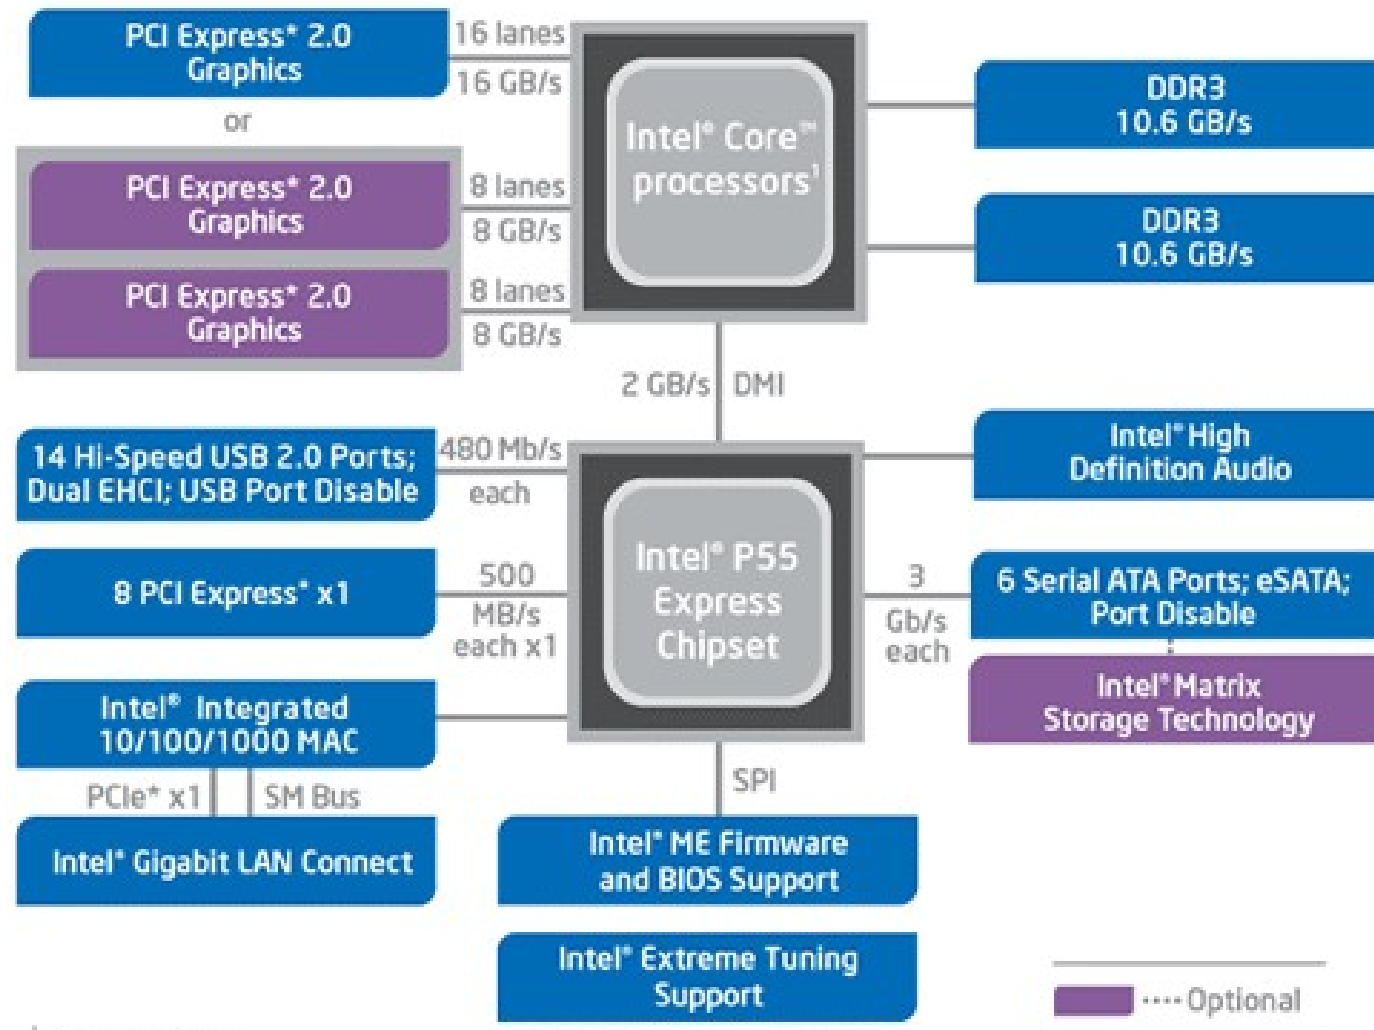 PCI Express* 2.0
Graphics
16 lanes
16 GB/s
or
PCI Express* 2.0
Graphics
8 lanes
8 GB/s
PCI Express* 2.0
Graphics
8 lanes
8 GB/s
Intel® Core™
processors¹
DDR3
10.6 GB/s
DDR3
10.6 GB/s
2 GB/s DMI
14 Hi-Speed USB 2.0 Ports;
Dual EHCI; USB Port Disable
480 Mb/s
each
8 PCI Express* x1
500
MB/s
each x1
Intel® Integrated
10/100/1000 MAC
PCIe* x1
SM Bus
Intel® Gigabit LAN Connect
Intel® P55
Express
Chipset
Intel® High
Definition Audio
3
Gb/s
each
6 Serial ATA Ports; eSATA;
Port Disable
Intel® Matrix
Storage Technology
SPI
Intel® ME Firmware
and BIOS Support
Intel® Extreme Tuning
Support
Optional